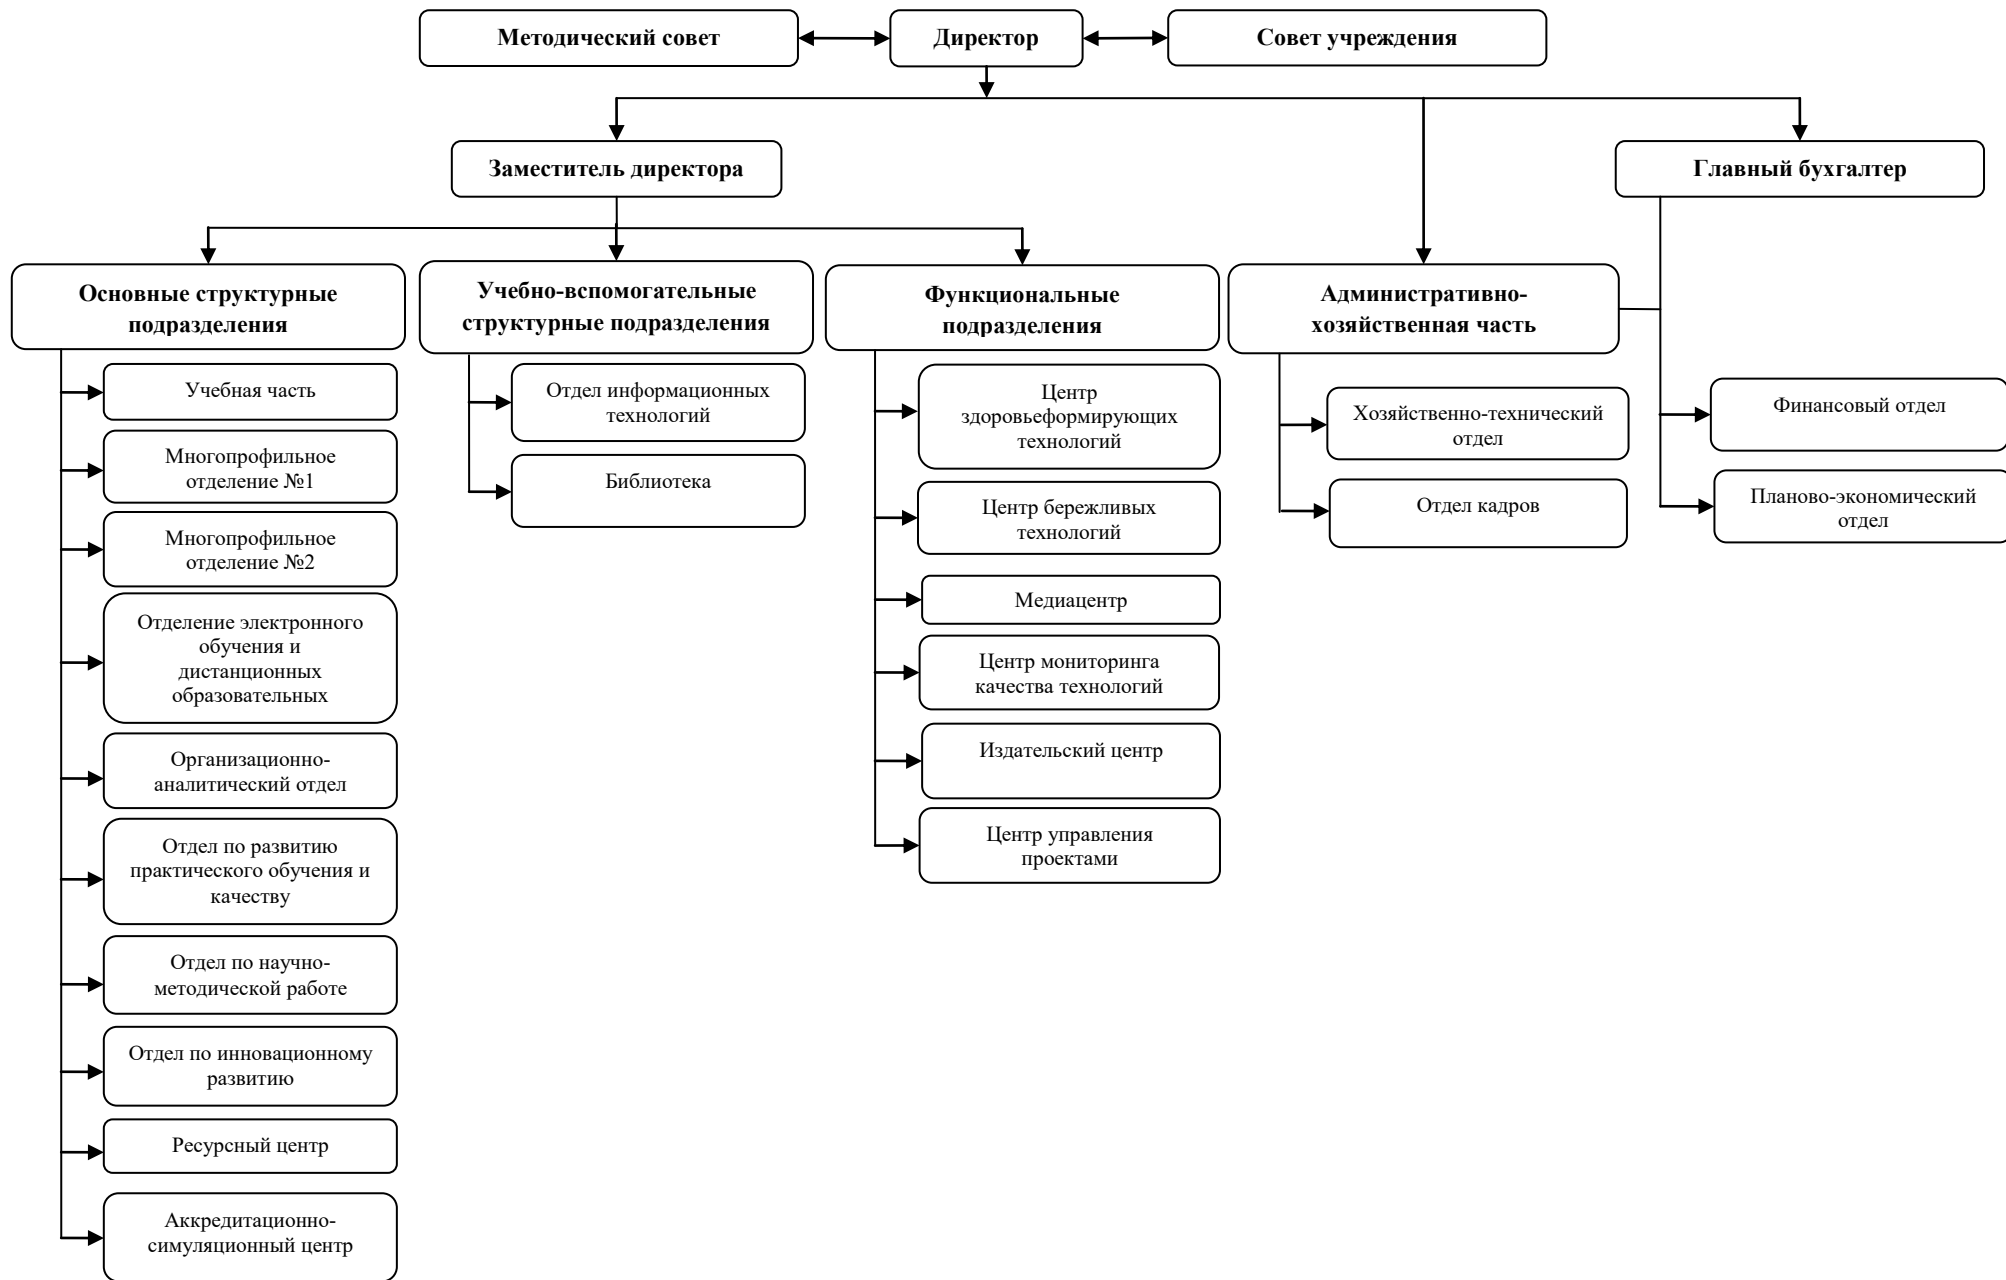 Методический совет
Директор
Совет учреждения
Заместитель директора
Главный бухгалтер
Основные структурные
подразделения
Учебно-вспомогательные
структурные подразделения
Функциональные
подразделения
Административно-
хозяйственная часть
Учебная часть
Многопрофильное
отделение №1
Многопрофильное
отделение №2
Отделение электронного
обучения и
дистанционных
образовательных
Организационно-
аналитический отдел
Отдел по развитию
практического обучения и
качеству
Отдел по научно-
методической работе
Отдел по инновационному
развитию
Ресурсный центр
Аккредитационно-
симуляционный центр
Отдел информационных
технологий
Библиотека
Центр
здоровьеформирующих
технологий
Центр бережливых
технологий
Медиацентр
Центр мониторинга
качества технологий
Издательский центр
Центр управления
проектами
Хозяйственно-технический
отдел
Отдел кадров
Финансовый отдел
Планово-экономический
отдел